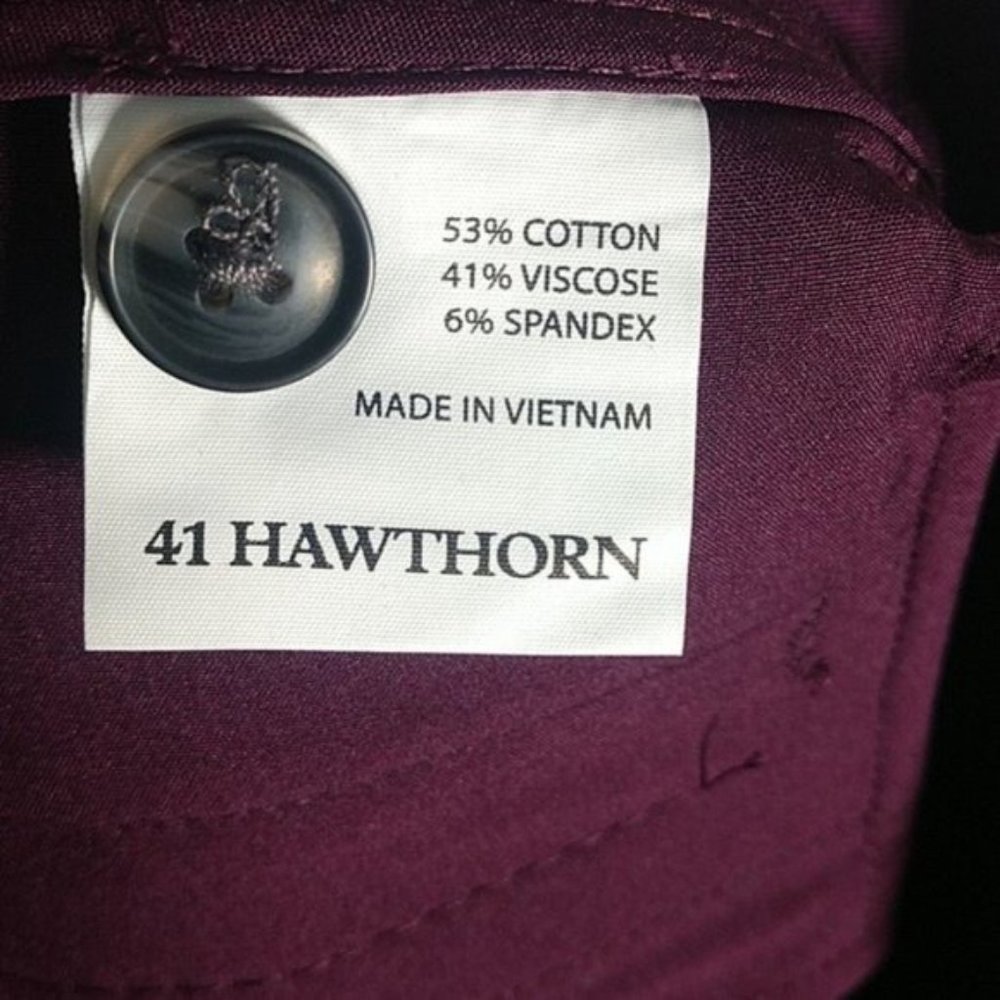 53% COTTON
41% VISCOSE
6% SPANDEX
MADE IN VIETNAM
41 HAWTHORN